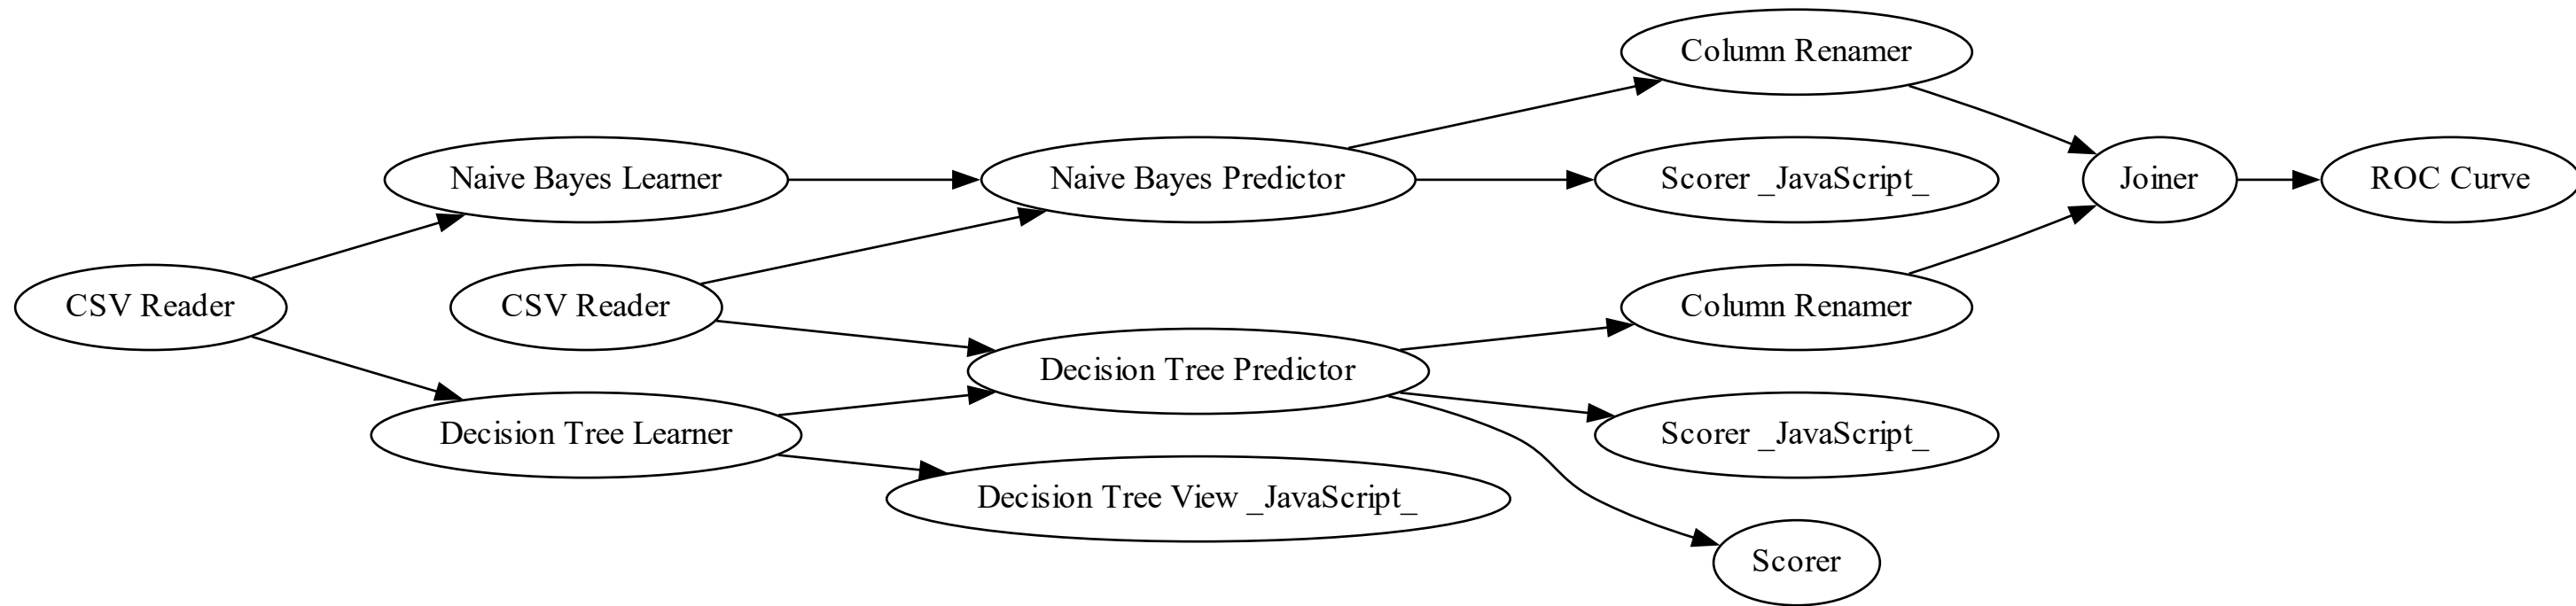 Column Renamer
Naive Bayes Learner
Naive Bayes Predictor
Scorer _JavaScript_
Joiner
ROC Curve
CSV Reader
CSV Reader
Column Renamer
Decision Tree Predictor
Decision Tree Learner
Scorer _JavaScript_
Decision Tree View _JavaScript_
Scorer